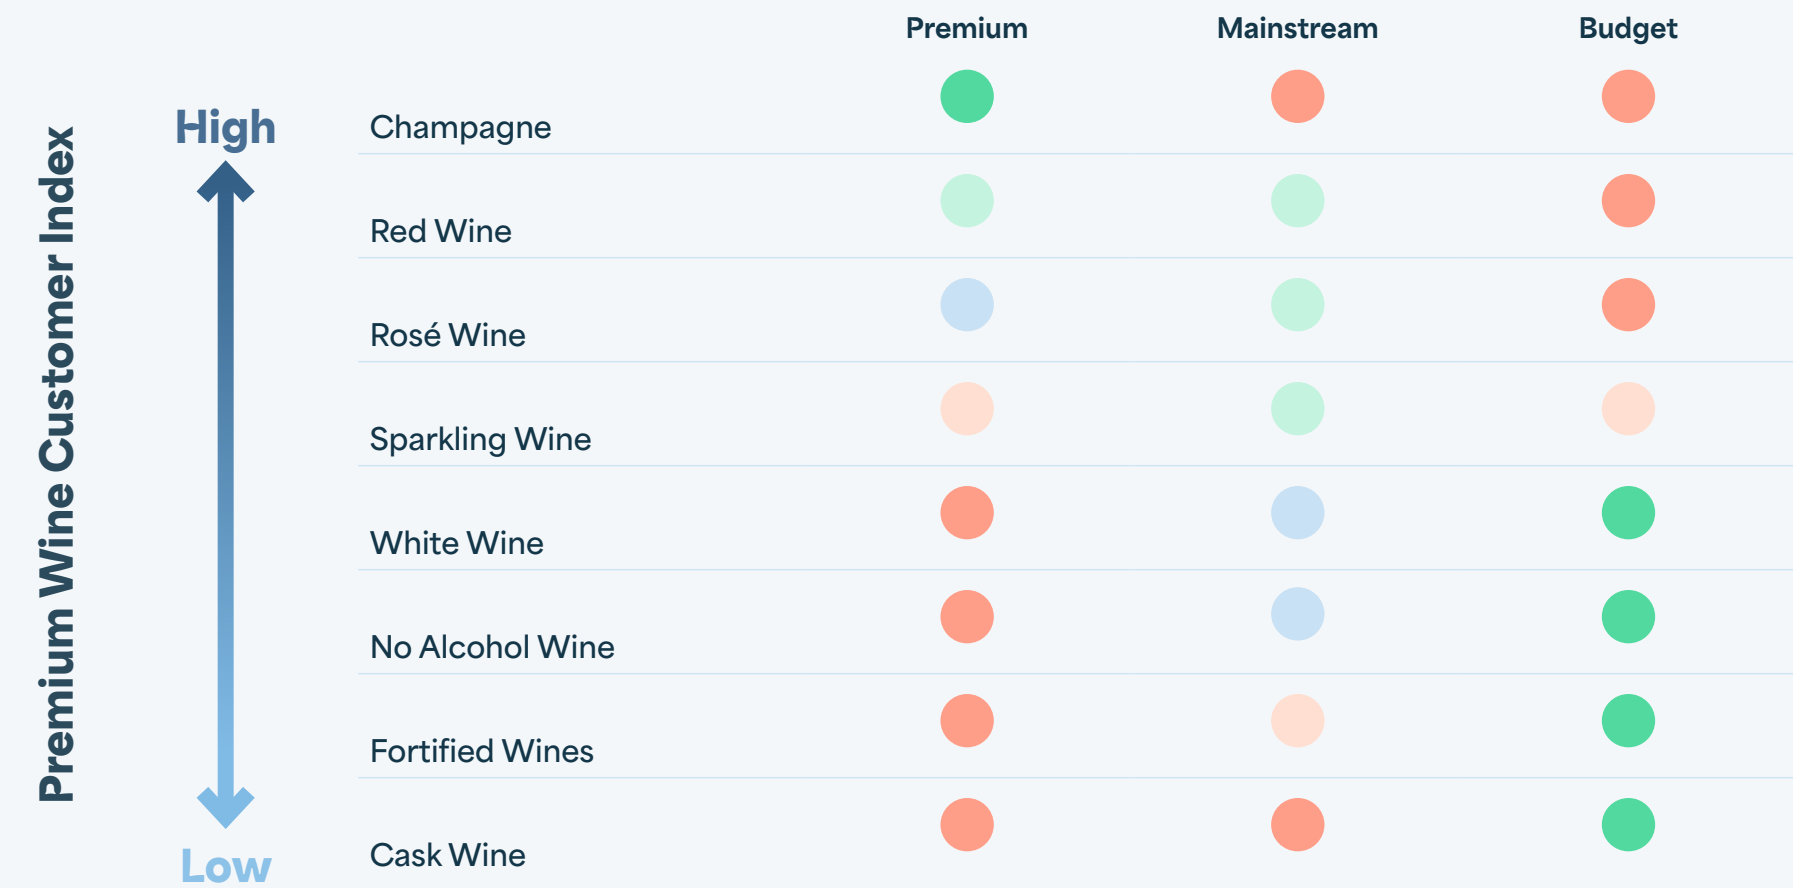 Premium Mainstream Budget
Premium Wine Customer Index
High
Champagne
Red Wine
Rosé Wine
Sparkling Wine
White Wine
No Alcohol Wine
Fortified Wines
Cask Wine
Low